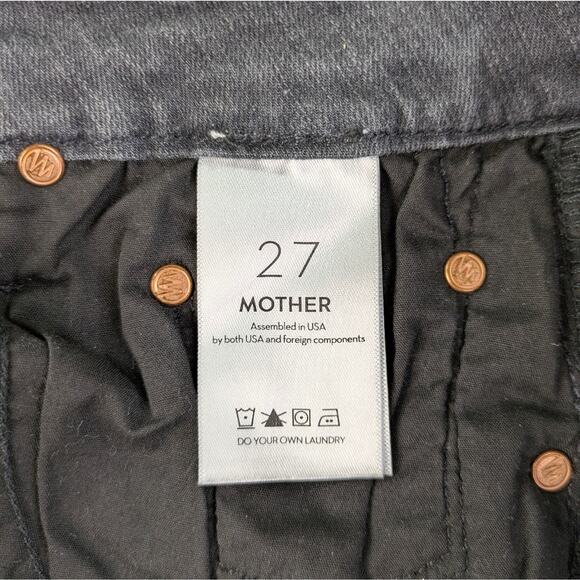 27
MOTHER
Assembled in USA
by both USA and foreign components
DO YOUR OWN LAUNDRY